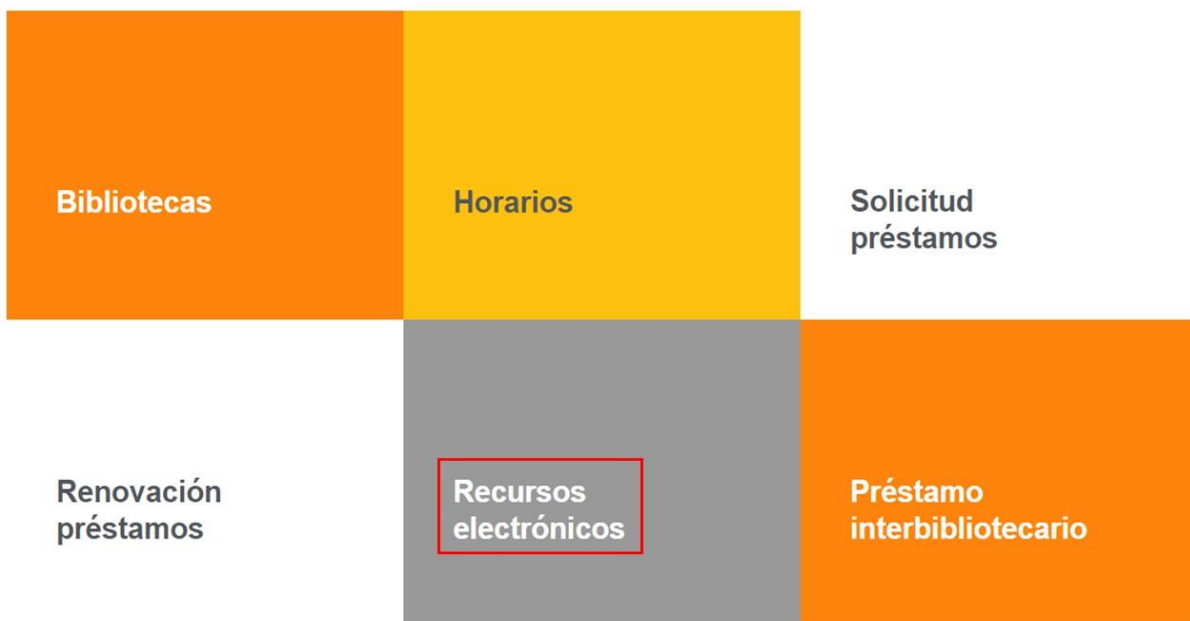 Bibliotecas
Horarios
Solicitud
préstamos
Renovación
préstamos
Recursos
electrónicos
Préstamo
interbibliotecario